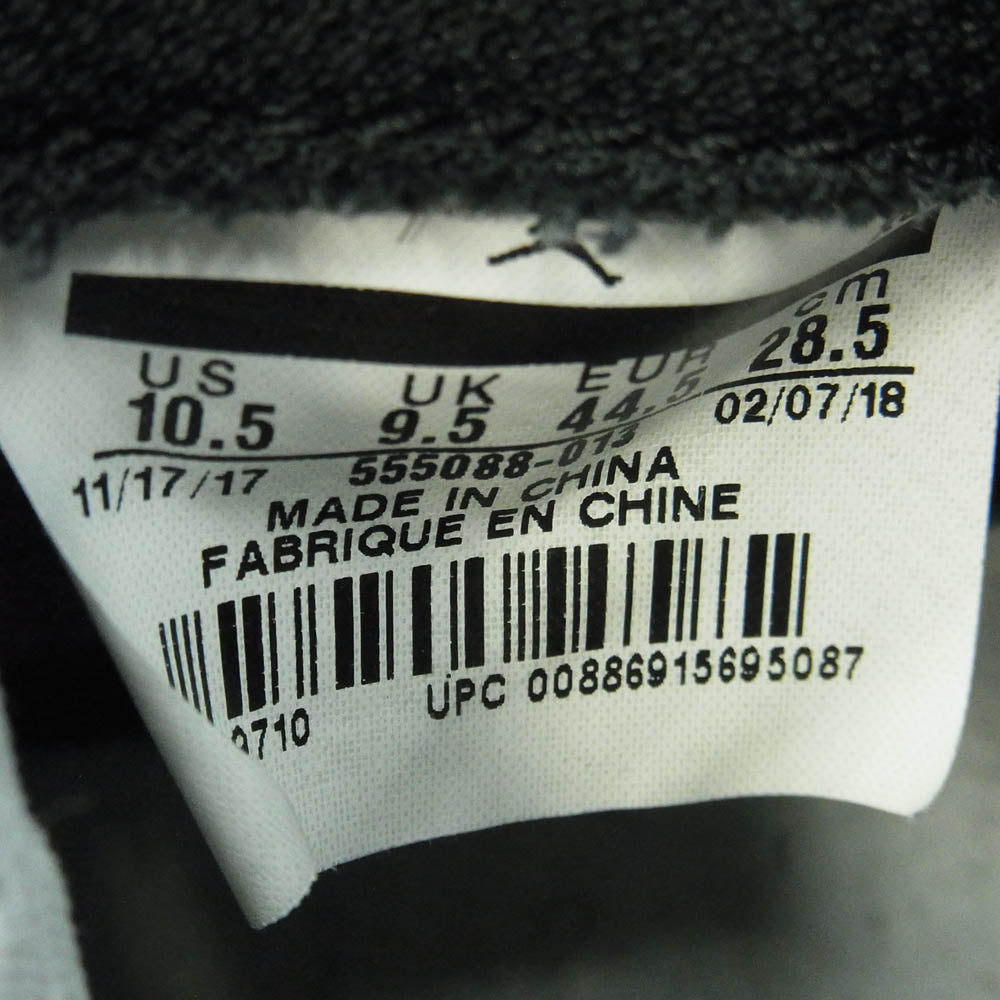 US UK EUR cm
10.5 9.5 44.5 28.5
11/17/17 555088-013 02/07/18
MADE IN CHINA
FABRIQUE EN CHINE
9710 UPC 00886915695087